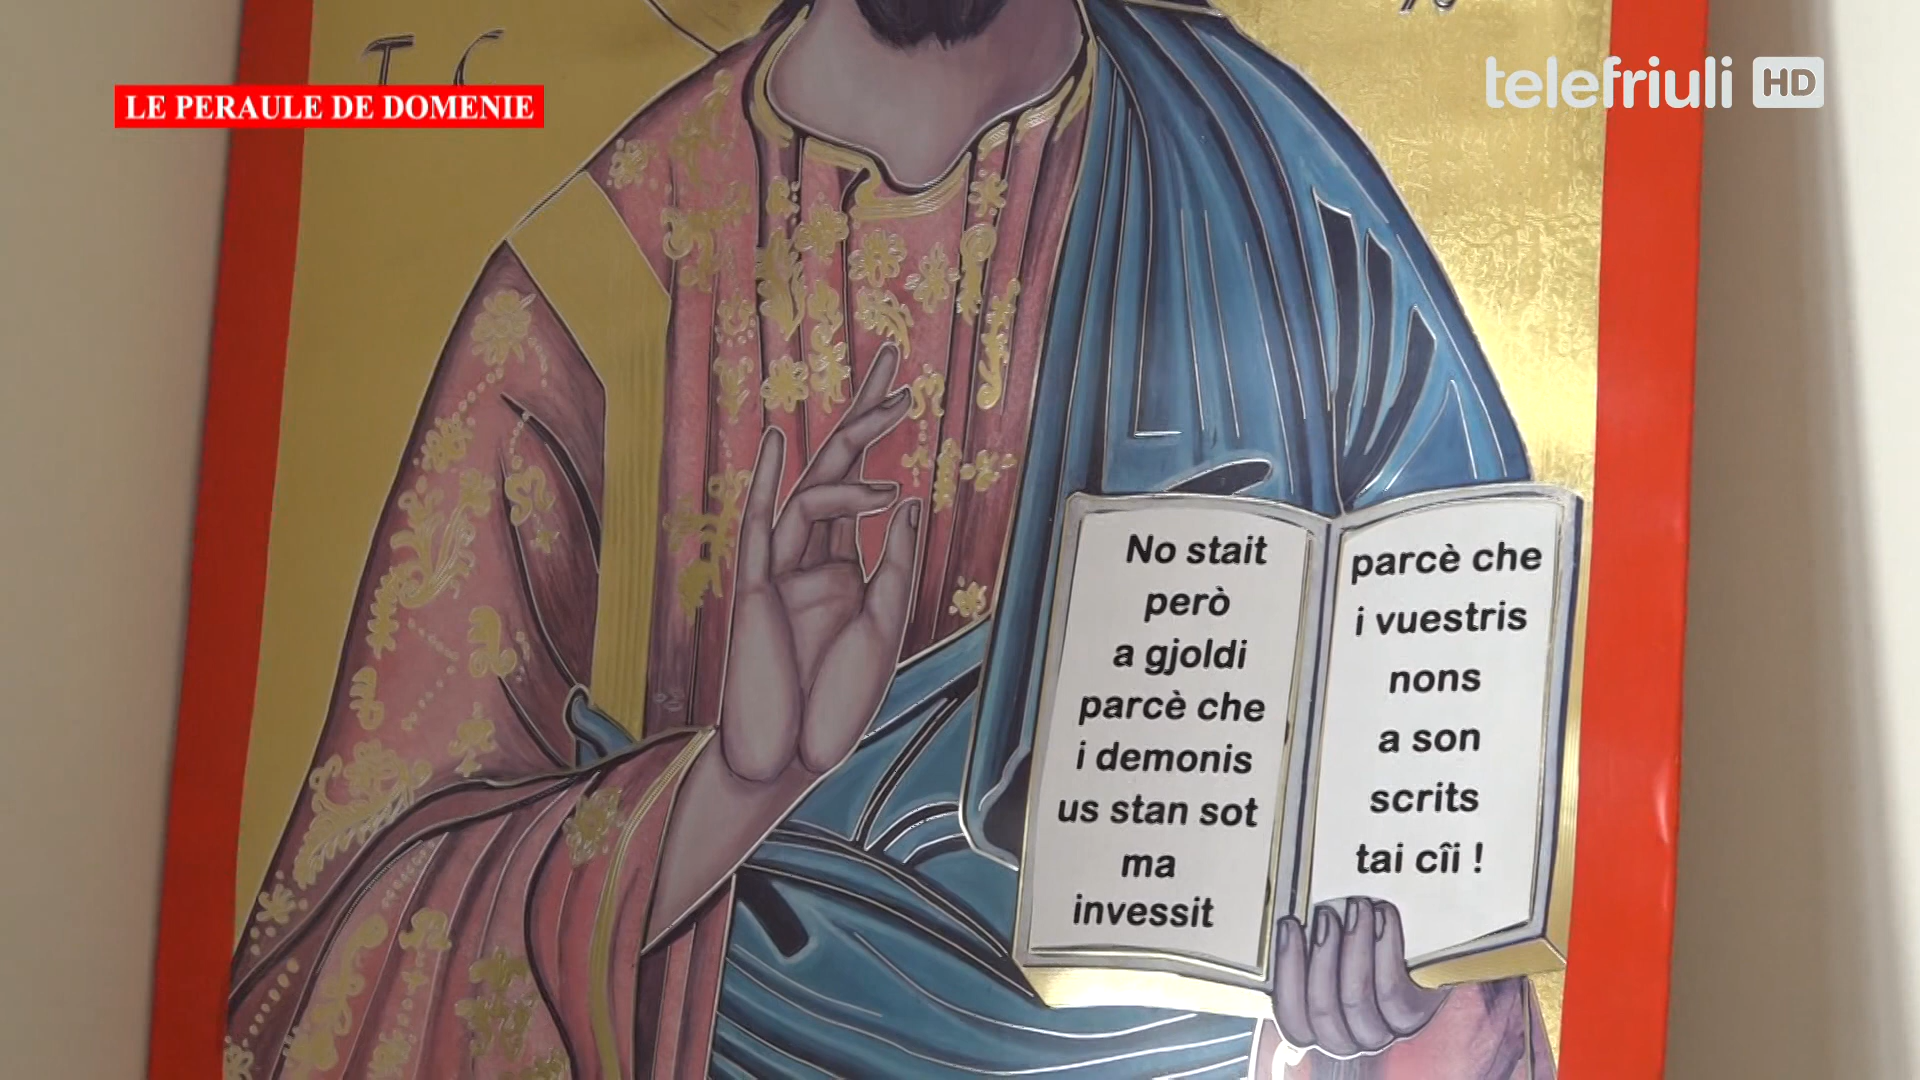 LE PERAULE DE DOMENIE
telefriuli HD
No stait
però
a gjoldi
parcè che
i demonis
us stan sot
ma
invessit
parcè che
i vuestris
nons
a son
scrits
tai cîi !